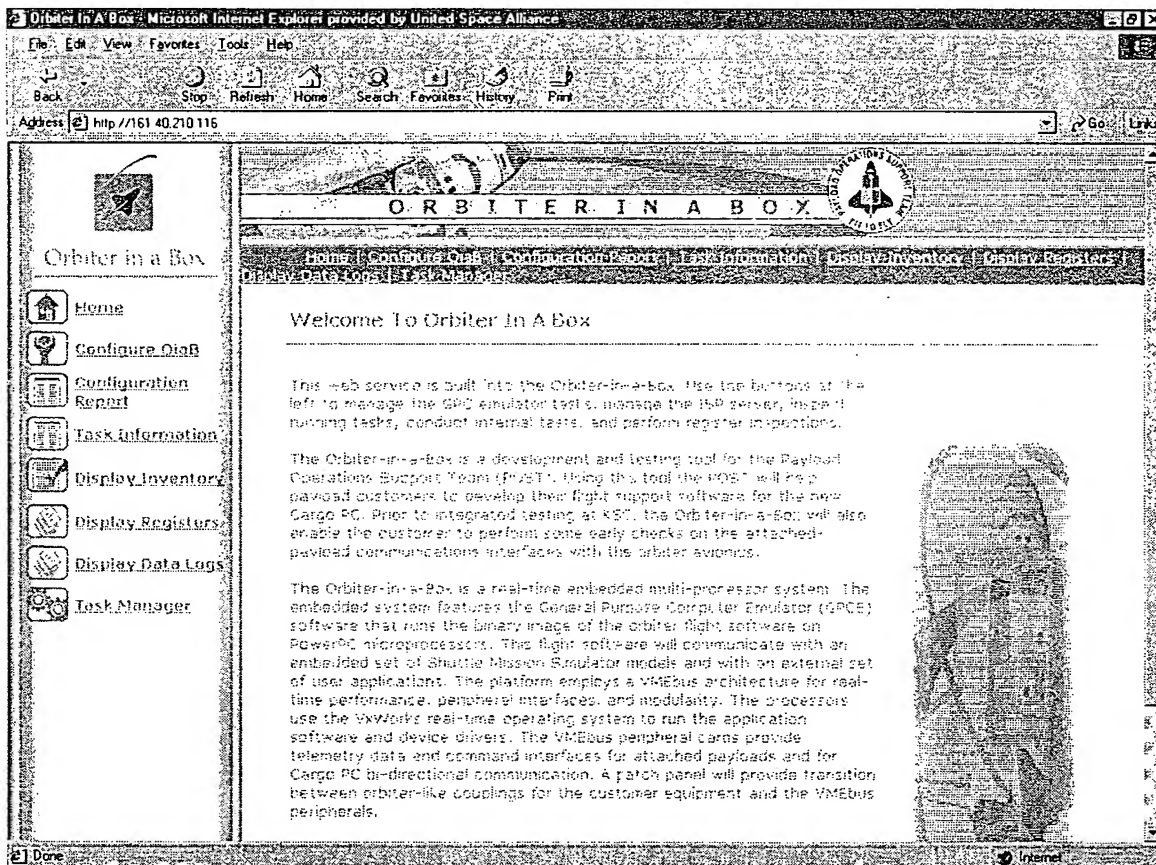 Orbiter In A Box - Microsoft Internet Explorer provided by United Space Alliance
File Edit View Favorites Tools Help
Back Stop Refresh Home Search Favorites History Print
Address http://161.40.210.116 Go Links
ORBITER IN A BOX
PAYLOAD OPERATIONS SUPPORT TEAM
FIT TO FLY
Orbiter in a Box
Home | Configure OiaB | Configuration Report | Task Information | Display Inventory | Display Registers |
Display Data Logs | Task Manager
Home
Configure OiaB
Configuration
Report
Task Information
Display Inventory
Display Registers
Display Data Logs
Task Manager
Welcome To Orbiter In A Box
This web service is built into the Orbiter-in-a-Box. Use the buttons at the
left to manage the GPC emulator tasks, manage the ISP server, inspect
running tasks, conduct internal tests, and perform register inspections.
The Orbiter-in-a-Box is a development and testing tool for the Payload
Operations Support Team (POST). Using this tool the POST will help
payload customers to develop their flight support software for the new
Cargo PC. Prior to integrated testing at KSC, the Orbiter-in-a-Box will also
enable the customer to perform some early checks on the attached-
payload communications interfaces with the orbiter avionics.
The Orbiter-in-a-Box is a real-time embedded multi-processor system. The
embedded system features the General Purpose Computer Emulator (GPCE)
software that runs the binary image of the orbiter flight software on
PowerPC microprocessors. This flight software will communicate with an
embedded set of Shuttle Mission Simulator models and with an external set
of user applications. The platform employs a VMEbus architecture for real-
time performance, peripheral interfaces, and modularity. The processors
use the VxWorks real-time operating system to run the application
software and device drivers. The VMEbus peripheral cards provide
telemetry data and command interfaces for attached payloads and for
Cargo PC bi-directional communication. A patch panel will provide transition
between orbiter-like couplings for the customer equipment and the VMEbus
peripherals.
Done Internet